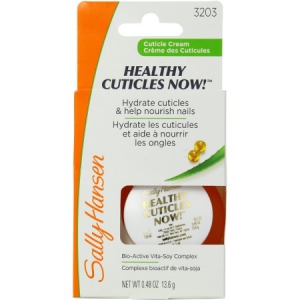 3203
Cuticle Cream
Crème des Cuticules
HEALTHY
CUTICLES NOW!™
Hydrate cuticles
& help nourish nails
Hydrate les cuticules
et aide à nourrir
les ongles
Sally Hansen
Sally Hansen
HEALTHY
CUTICLES
NOW!
Bio-Active Vita-Soy Complex
Complexe bioactif de vita-soja
NET WT 0.48 OZ 13.6 g